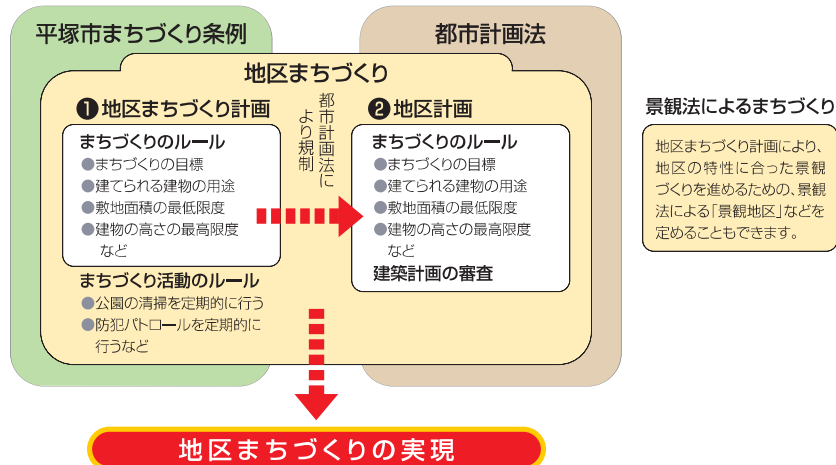 平塚市まちづくり条例
都市計画法
地区まちづくり
❶地区まちづくり計画
まちづくりのルール
●まちづくりの目標
●建てられる建物の用途
●敷地面積の最低限度
●建物の高さの最高限度
など
まちづくり活動のルール
●公園の清掃を定期的に行う
●防犯パトロールを定期的に
行うなど
都市計画法に
より規制
❷地区計画
まちづくりのルール
●まちづくりの目標
●建てられる建物の用途
●敷地面積の最低限度
●建物の高さの最高限度
など
建築計画の審査
景観法によるまちづくり
地区まちづくり計画により、
地区の特性に合った景観
づくりを進めるための、景観
法による「景観地区」などを
定めることもできます。
地区まちづくりの実現